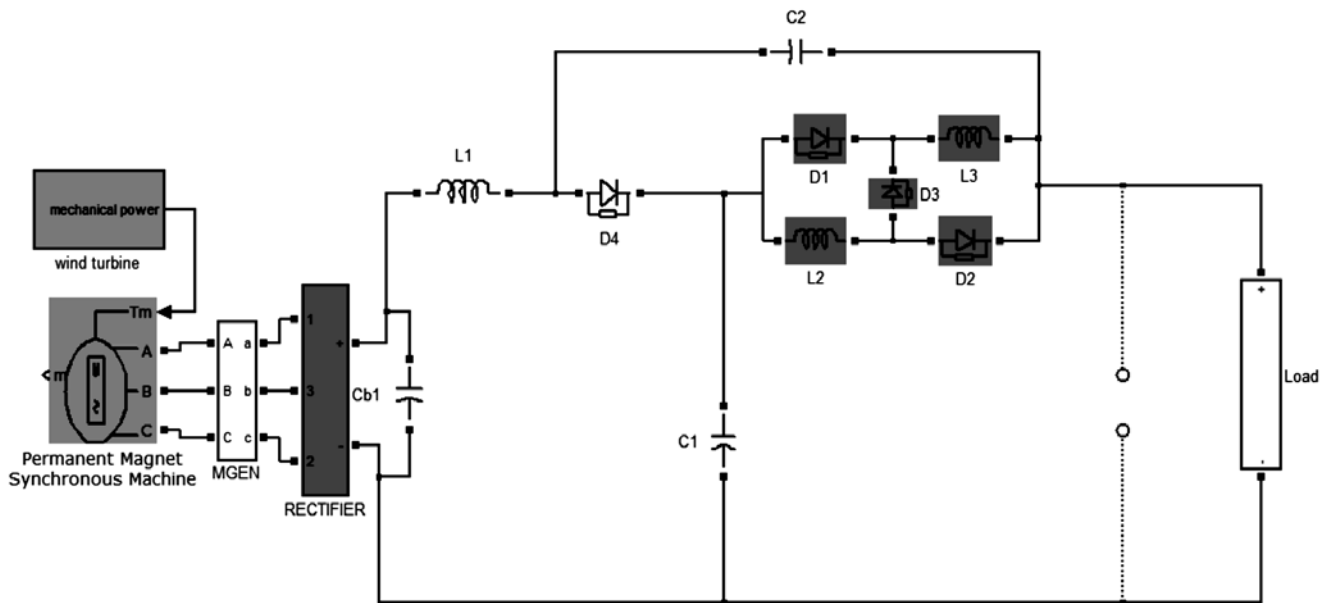 C2
L1
D1
L3
D3
D4
L2
D2
mechanical power
wind turbine
Tm
A
m
B
C
Permanent Magnet
Synchronous Machine
A a
B b
C c
MGEN
1
3
2
+
-
RECTIFIER
Cb1
C1
+
Load
-